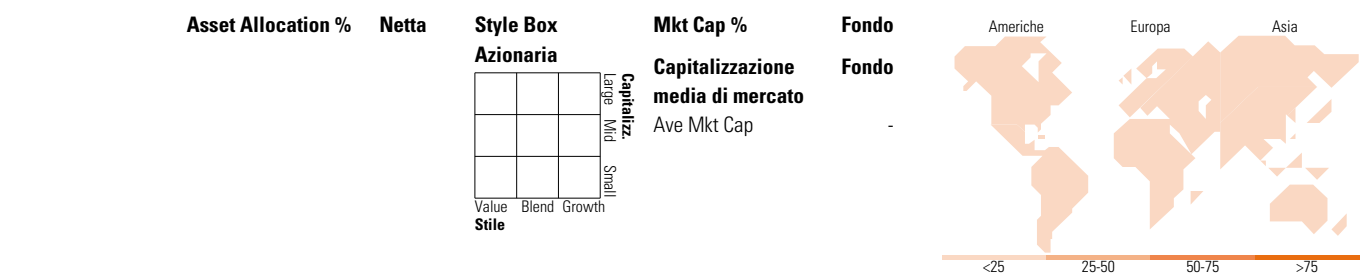 Asset Allocation % Netta
Style Box
Azionaria
Large Mid Small
Capitalizz.
Value Blend Growth
Stile
Mkt Cap % Fondo
Capitalizzazione Fondo
media di mercato
Ave Mkt Cap -
Americhe Europa Asia
<25 25-50 50-75 >75